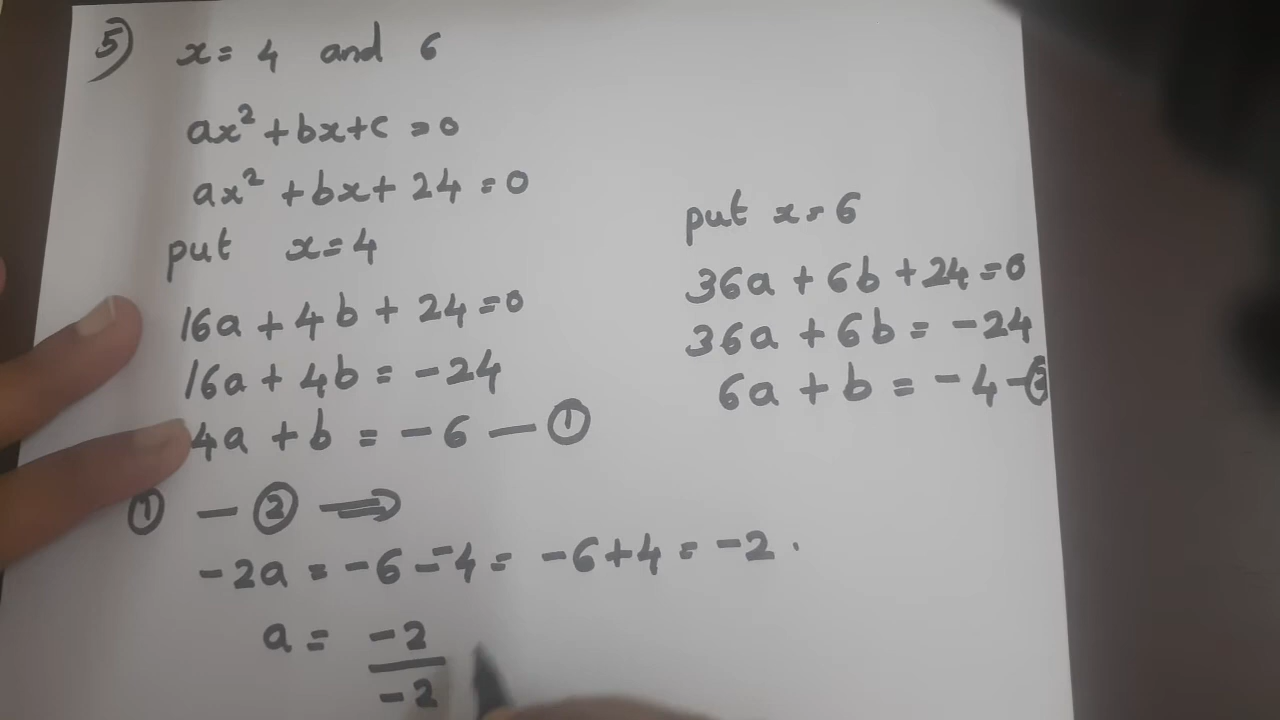 5) x = 4 and 6
ax² + bx + c = 0
ax² + bx + 24 = 0
put x = 4
16a + 4b + 24 = 0
16a + 4b = -24
4a + b = -6 — ①
put x = 6
36a + 6b + 24 = 0
36a + 6b = -24
6a + b = -4 - ②
① — ② ⟹
-2a = -6 - -4 = -6 + 4 = -2 .
a = -2
-2